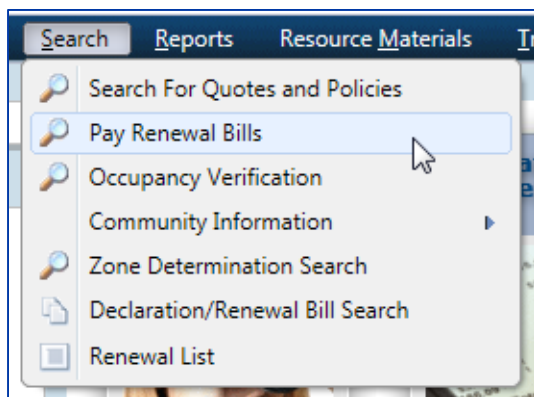 Search Reports Resource Materials
Search For Quotes and Policies
Pay Renewal Bills
Occupancy Verification
Community Information
Zone Determination Search
Declaration/Renewal Bill Search
Renewal List